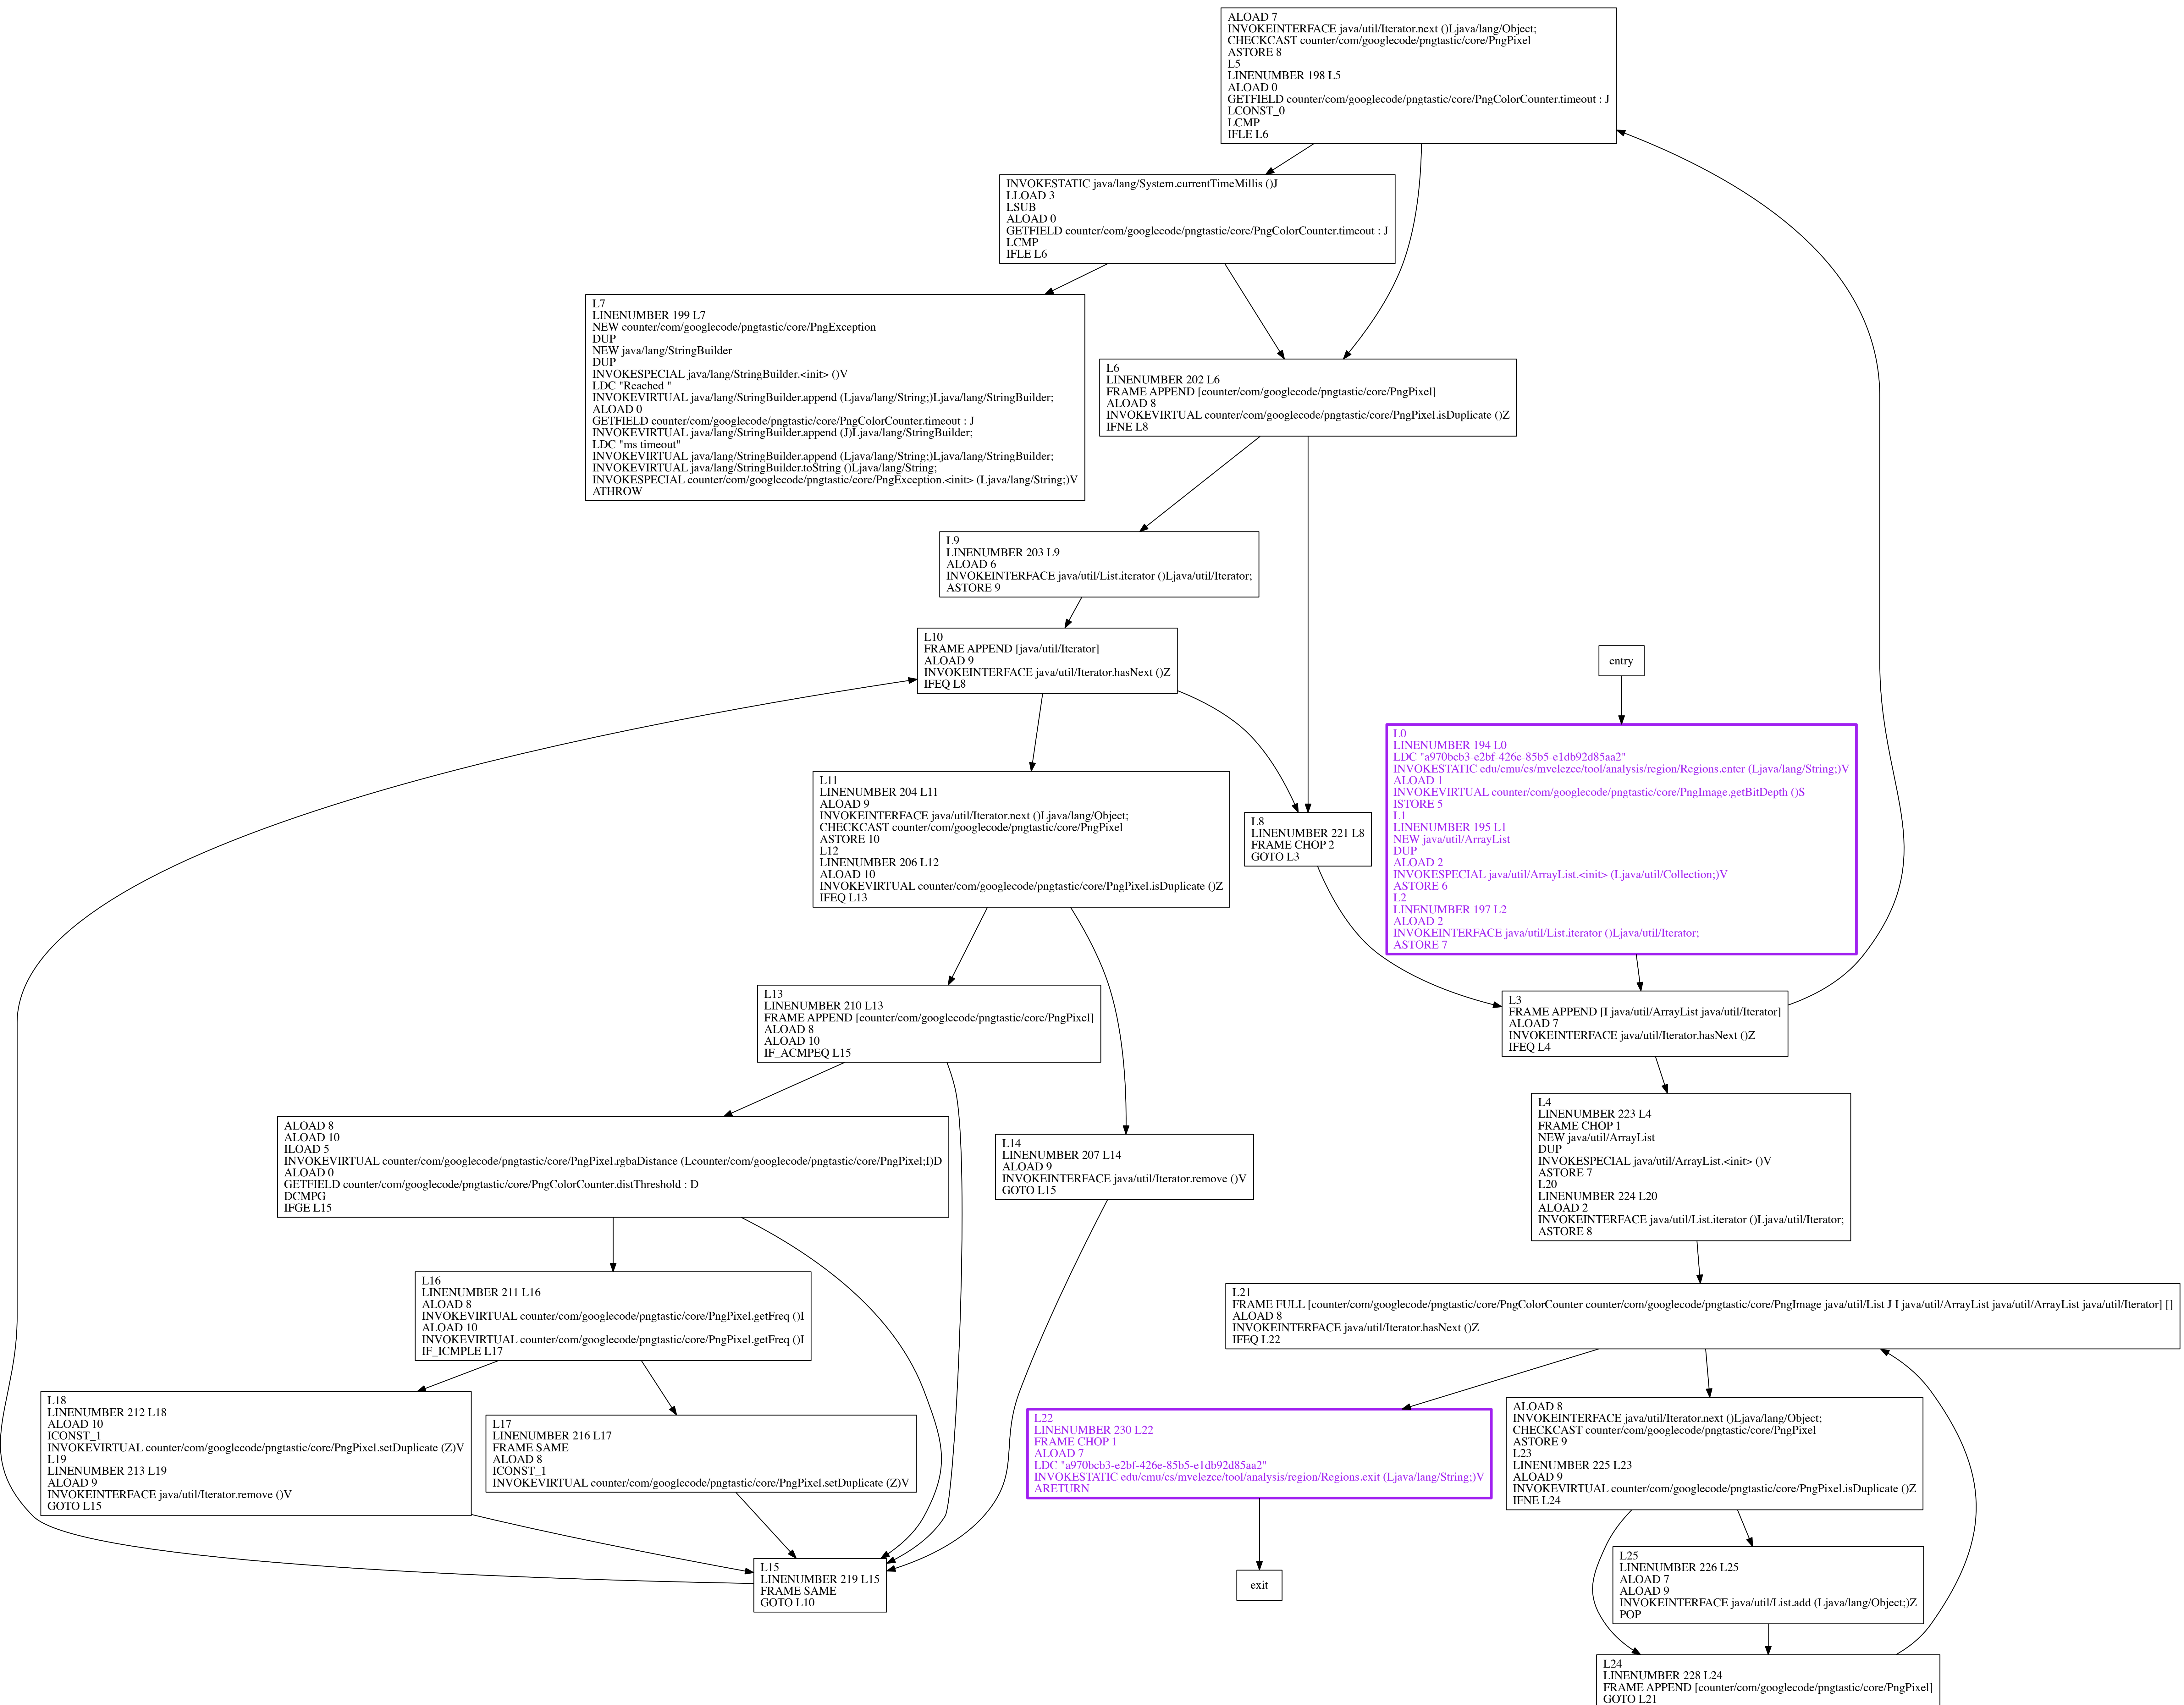 ALOAD 7
INVOKEINTERFACE java/util/Iterator.next ()Ljava/lang/Object;
CHECKCAST counter/com/googlecode/pngtastic/core/PngPixel
ASTORE 8
L5
LINENUMBER 198 L5
ALOAD 0
GETFIELD counter/com/googlecode/pngtastic/core/PngColorCounter.timeout : J
LCONST_0
LCMP
IFLE L6
INVOKESTATIC java/lang/System.currentTimeMillis ()J
LLOAD 3
LSUB
ALOAD 0
GETFIELD counter/com/googlecode/pngtastic/core/PngColorCounter.timeout : J
LCMP
IFLE L6
L7
LINENUMBER 199 L7
NEW counter/com/googlecode/pngtastic/core/PngException
DUP
NEW java/lang/StringBuilder
DUP
INVOKESPECIAL java/lang/StringBuilder.<init> ()V
LDC "Reached "
INVOKEVIRTUAL java/lang/StringBuilder.append (Ljava/lang/String;)Ljava/lang/StringBuilder;
ALOAD 0
GETFIELD counter/com/googlecode/pngtastic/core/PngColorCounter.timeout : J
INVOKEVIRTUAL java/lang/StringBuilder.append (J)Ljava/lang/StringBuilder;
LDC "ms timeout"
INVOKEVIRTUAL java/lang/StringBuilder.append (Ljava/lang/String;)Ljava/lang/StringBuilder;
INVOKEVIRTUAL java/lang/StringBuilder.toString ()Ljava/lang/String;
INVOKESPECIAL counter/com/googlecode/pngtastic/core/PngException.<init> (Ljava/lang/String;)V
ATHROW
L6
LINENUMBER 202 L6
FRAME APPEND [counter/com/googlecode/pngtastic/core/PngPixel]
ALOAD 8
INVOKEVIRTUAL counter/com/googlecode/pngtastic/core/PngPixel.isDuplicate ()Z
IFNE L8
L9
LINENUMBER 203 L9
ALOAD 6
INVOKEINTERFACE java/util/List.iterator ()Ljava/util/Iterator;
ASTORE 9
L10
FRAME APPEND [java/util/Iterator]
ALOAD 9
INVOKEINTERFACE java/util/Iterator.hasNext ()Z
IFEQ L8
entry
L0
LINENUMBER 194 L0
LDC "a970bcb3-e2bf-426e-85b5-e1db92d85aa2"
INVOKESTATIC edu/cmu/cs/mvelezce/tool/analysis/region/Regions.enter (Ljava/lang/String;)V
ALOAD 1
INVOKEVIRTUAL counter/com/googlecode/pngtastic/core/PngImage.getBitDepth ()S
ISTORE 5
L1
LINENUMBER 195 L1
NEW java/util/ArrayList
DUP
ALOAD 2
INVOKESPECIAL java/util/ArrayList.<init> (Ljava/util/Collection;)V
ASTORE 6
L2
LINENUMBER 197 L2
ALOAD 2
INVOKEINTERFACE java/util/List.iterator ()Ljava/util/Iterator;
ASTORE 7
L11
LINENUMBER 204 L11
ALOAD 9
INVOKEINTERFACE java/util/Iterator.next ()Ljava/lang/Object;
CHECKCAST counter/com/googlecode/pngtastic/core/PngPixel
ASTORE 10
L12
LINENUMBER 206 L12
ALOAD 10
INVOKEVIRTUAL counter/com/googlecode/pngtastic/core/PngPixel.isDuplicate ()Z
IFEQ L13
L8
LINENUMBER 221 L8
FRAME CHOP 2
GOTO L3
L13
LINENUMBER 210 L13
FRAME APPEND [counter/com/googlecode/pngtastic/core/PngPixel]
ALOAD 8
ALOAD 10
IF_ACMPEQ L15
L3
FRAME APPEND [I java/util/ArrayList java/util/Iterator]
ALOAD 7
INVOKEINTERFACE java/util/Iterator.hasNext ()Z
IFEQ L4
L4
LINENUMBER 223 L4
FRAME CHOP 1
NEW java/util/ArrayList
DUP
INVOKESPECIAL java/util/ArrayList.<init> ()V
ASTORE 7
L20
LINENUMBER 224 L20
ALOAD 2
INVOKEINTERFACE java/util/List.iterator ()Ljava/util/Iterator;
ASTORE 8
ALOAD 8
ALOAD 10
ILOAD 5
INVOKEVIRTUAL counter/com/googlecode/pngtastic/core/PngPixel.rgbaDistance (Lcounter/com/googlecode/pngtastic/core/PngPixel;I)D
ALOAD 0
GETFIELD counter/com/googlecode/pngtastic/core/PngColorCounter.distThreshold : D
DCMPG
IFGE L15
L14
LINENUMBER 207 L14
ALOAD 9
INVOKEINTERFACE java/util/Iterator.remove ()V
GOTO L15
L16
LINENUMBER 211 L16
ALOAD 8
INVOKEVIRTUAL counter/com/googlecode/pngtastic/core/PngPixel.getFreq ()I
ALOAD 10
INVOKEVIRTUAL counter/com/googlecode/pngtastic/core/PngPixel.getFreq ()I
IF_ICMPLE L17
L21
FRAME FULL [counter/com/googlecode/pngtastic/core/PngColorCounter counter/com/googlecode/pngtastic/core/PngImage java/util/List J I java/util/ArrayList java/util/ArrayList java/util/Iterator] []
ALOAD 8
INVOKEINTERFACE java/util/Iterator.hasNext ()Z
IFEQ L22
L18
LINENUMBER 212 L18
ALOAD 10
ICONST_1
INVOKEVIRTUAL counter/com/googlecode/pngtastic/core/PngPixel.setDuplicate (Z)V
L19
LINENUMBER 213 L19
ALOAD 9
INVOKEINTERFACE java/util/Iterator.remove ()V
GOTO L15
L17
LINENUMBER 216 L17
FRAME SAME
ALOAD 8
ICONST_1
INVOKEVIRTUAL counter/com/googlecode/pngtastic/core/PngPixel.setDuplicate (Z)V
L22
LINENUMBER 230 L22
FRAME CHOP 1
ALOAD 7
LDC "a970bcb3-e2bf-426e-85b5-e1db92d85aa2"
INVOKESTATIC edu/cmu/cs/mvelezce/tool/analysis/region/Regions.exit (Ljava/lang/String;)V
ARETURN
ALOAD 8
INVOKEINTERFACE java/util/Iterator.next ()Ljava/lang/Object;
CHECKCAST counter/com/googlecode/pngtastic/core/PngPixel
ASTORE 9
L23
LINENUMBER 225 L23
ALOAD 9
INVOKEVIRTUAL counter/com/googlecode/pngtastic/core/PngPixel.isDuplicate ()Z
IFNE L24
L15
LINENUMBER 219 L15
FRAME SAME
GOTO L10
exit
L25
LINENUMBER 226 L25
ALOAD 7
ALOAD 9
INVOKEINTERFACE java/util/List.add (Ljava/lang/Object;)Z
POP
L24
LINENUMBER 228 L24
FRAME APPEND [counter/com/googlecode/pngtastic/core/PngPixel]
GOTO L21